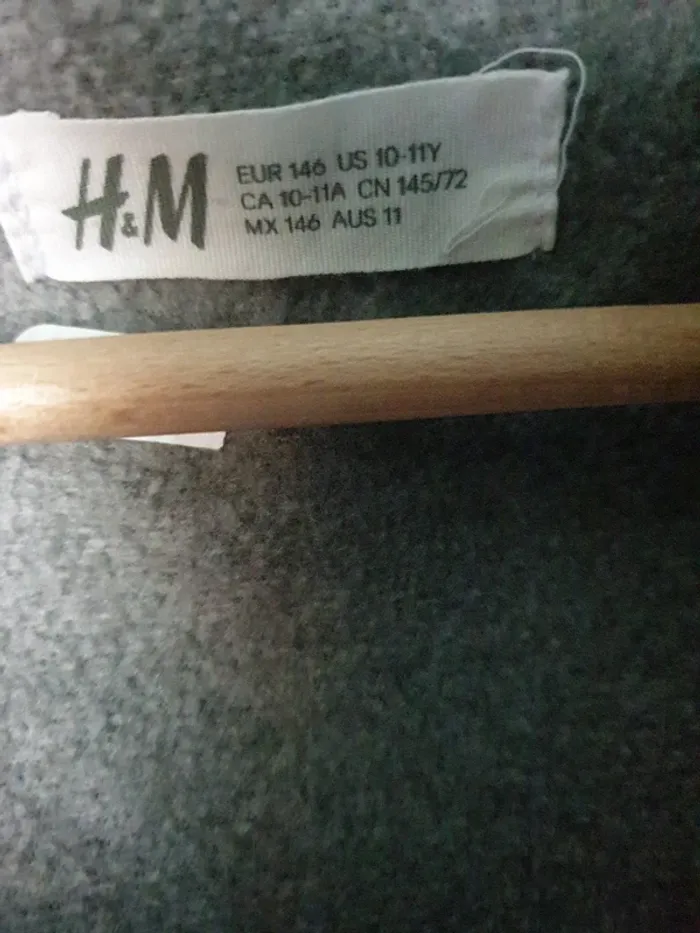 H&M
EUR 146 US 10-11Y
CA 10-11A CN 145/72
MX 146 AUS 11